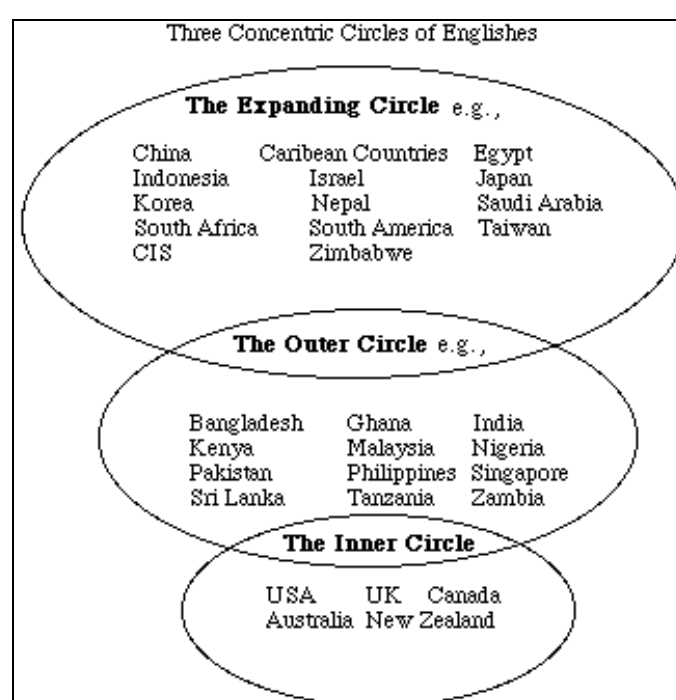 Three Concentric Circles of Englishes
The Expanding Circle e.g.,
China Caribean Countries Egypt
Indonesia Israel Japan
Korea Nepal Saudi Arabia
South Africa South America Taiwan
CIS Zimbabwe
The Outer Circle e.g.,
Bangladesh Ghana India
Kenya Malaysia Nigeria
Pakistan Philippines Singapore
Sri Lanka Tanzania Zambia
The Inner Circle
USA UK Canada
Australia New Zealand